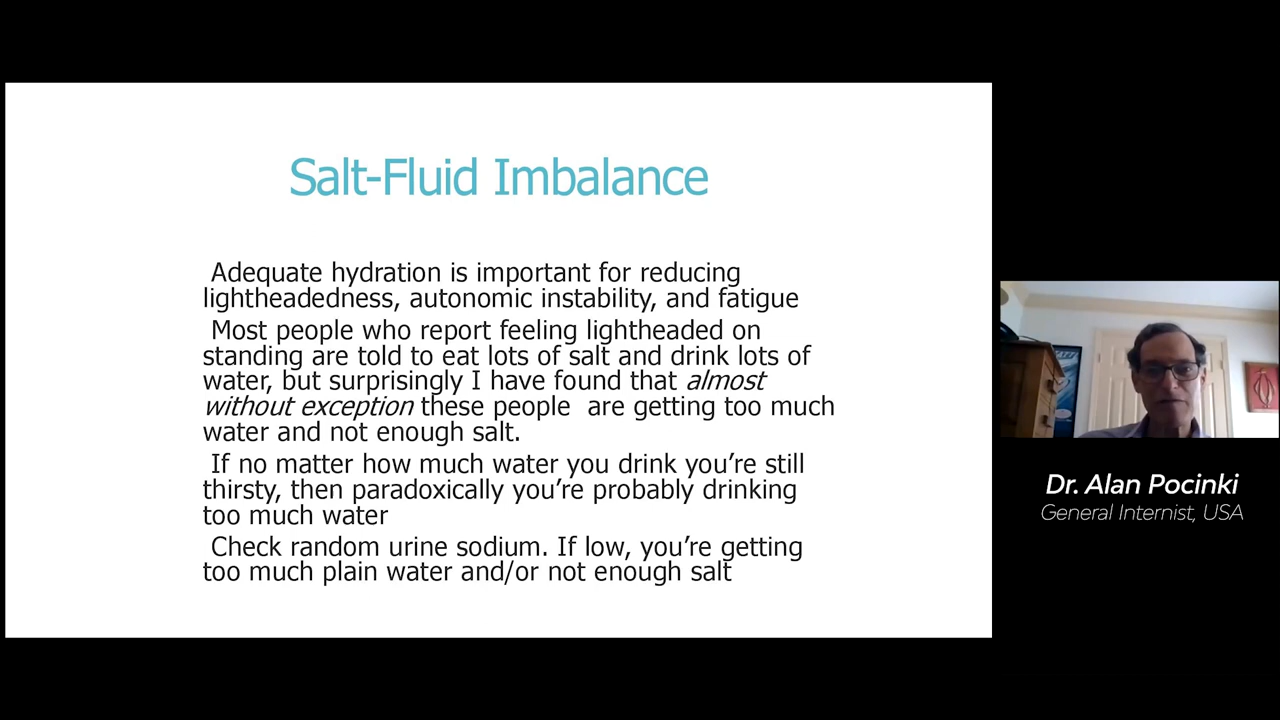 Salt-Fluid Imbalance
Adequate hydration is important for reducing
lightheadedness, autonomic instability, and fatigue
Most people who report feeling lightheaded on
standing are told to eat lots of salt and drink lots of
water, but surprisingly I have found that almost
without exception these people  are getting too much
water and not enough salt.
If no matter how much water you drink you’re still
thirsty, then paradoxically you’re probably drinking
too much water
Check random urine sodium. If low, you’re getting
too much plain water and/or not enough salt
Dr. Alan Pocinki
General Internist, USA